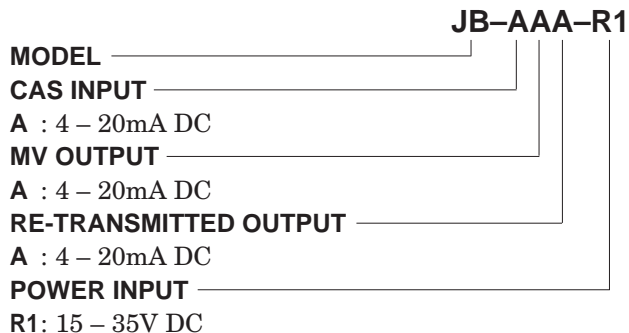 JB–AAA–R1
MODEL
CAS INPUT
A : 4 – 20mA DC
MV OUTPUT
A : 4 – 20mA DC
RE-TRANSMITTED OUTPUT
A : 4 – 20mA DC
POWER INPUT
R1: 15 – 35V DC